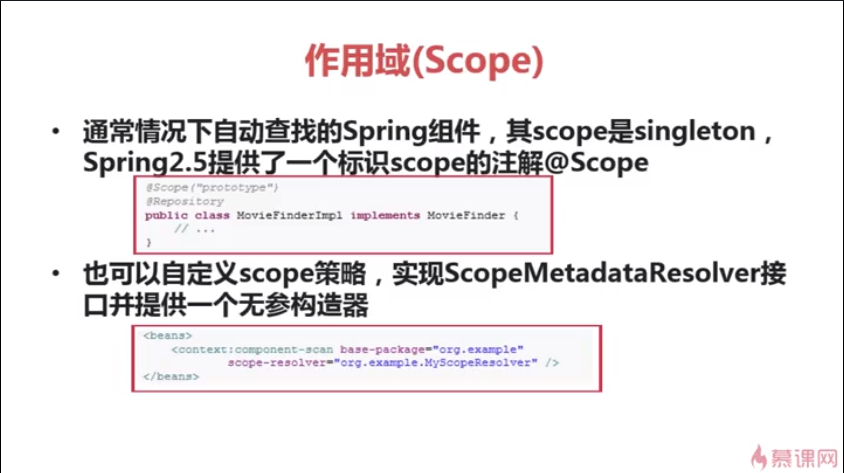 作用域(Scope)
• 通常情况下自动查找的Spring组件，其scope是singleton，
Spring2.5提供了一个标识scope的注解@Scope
@Scope("prototype")
@Repository
public class MovieFinderImpl implements MovieFinder {
// ...
}
• 也可以自定义scope策略，实现ScopeMetadataResolver接
口并提供一个无参构造器
<beans>
<context:component-scan base-package="org.example"
scope-resolver="org.example.MyScopeResolver" />
</beans>
慕课网